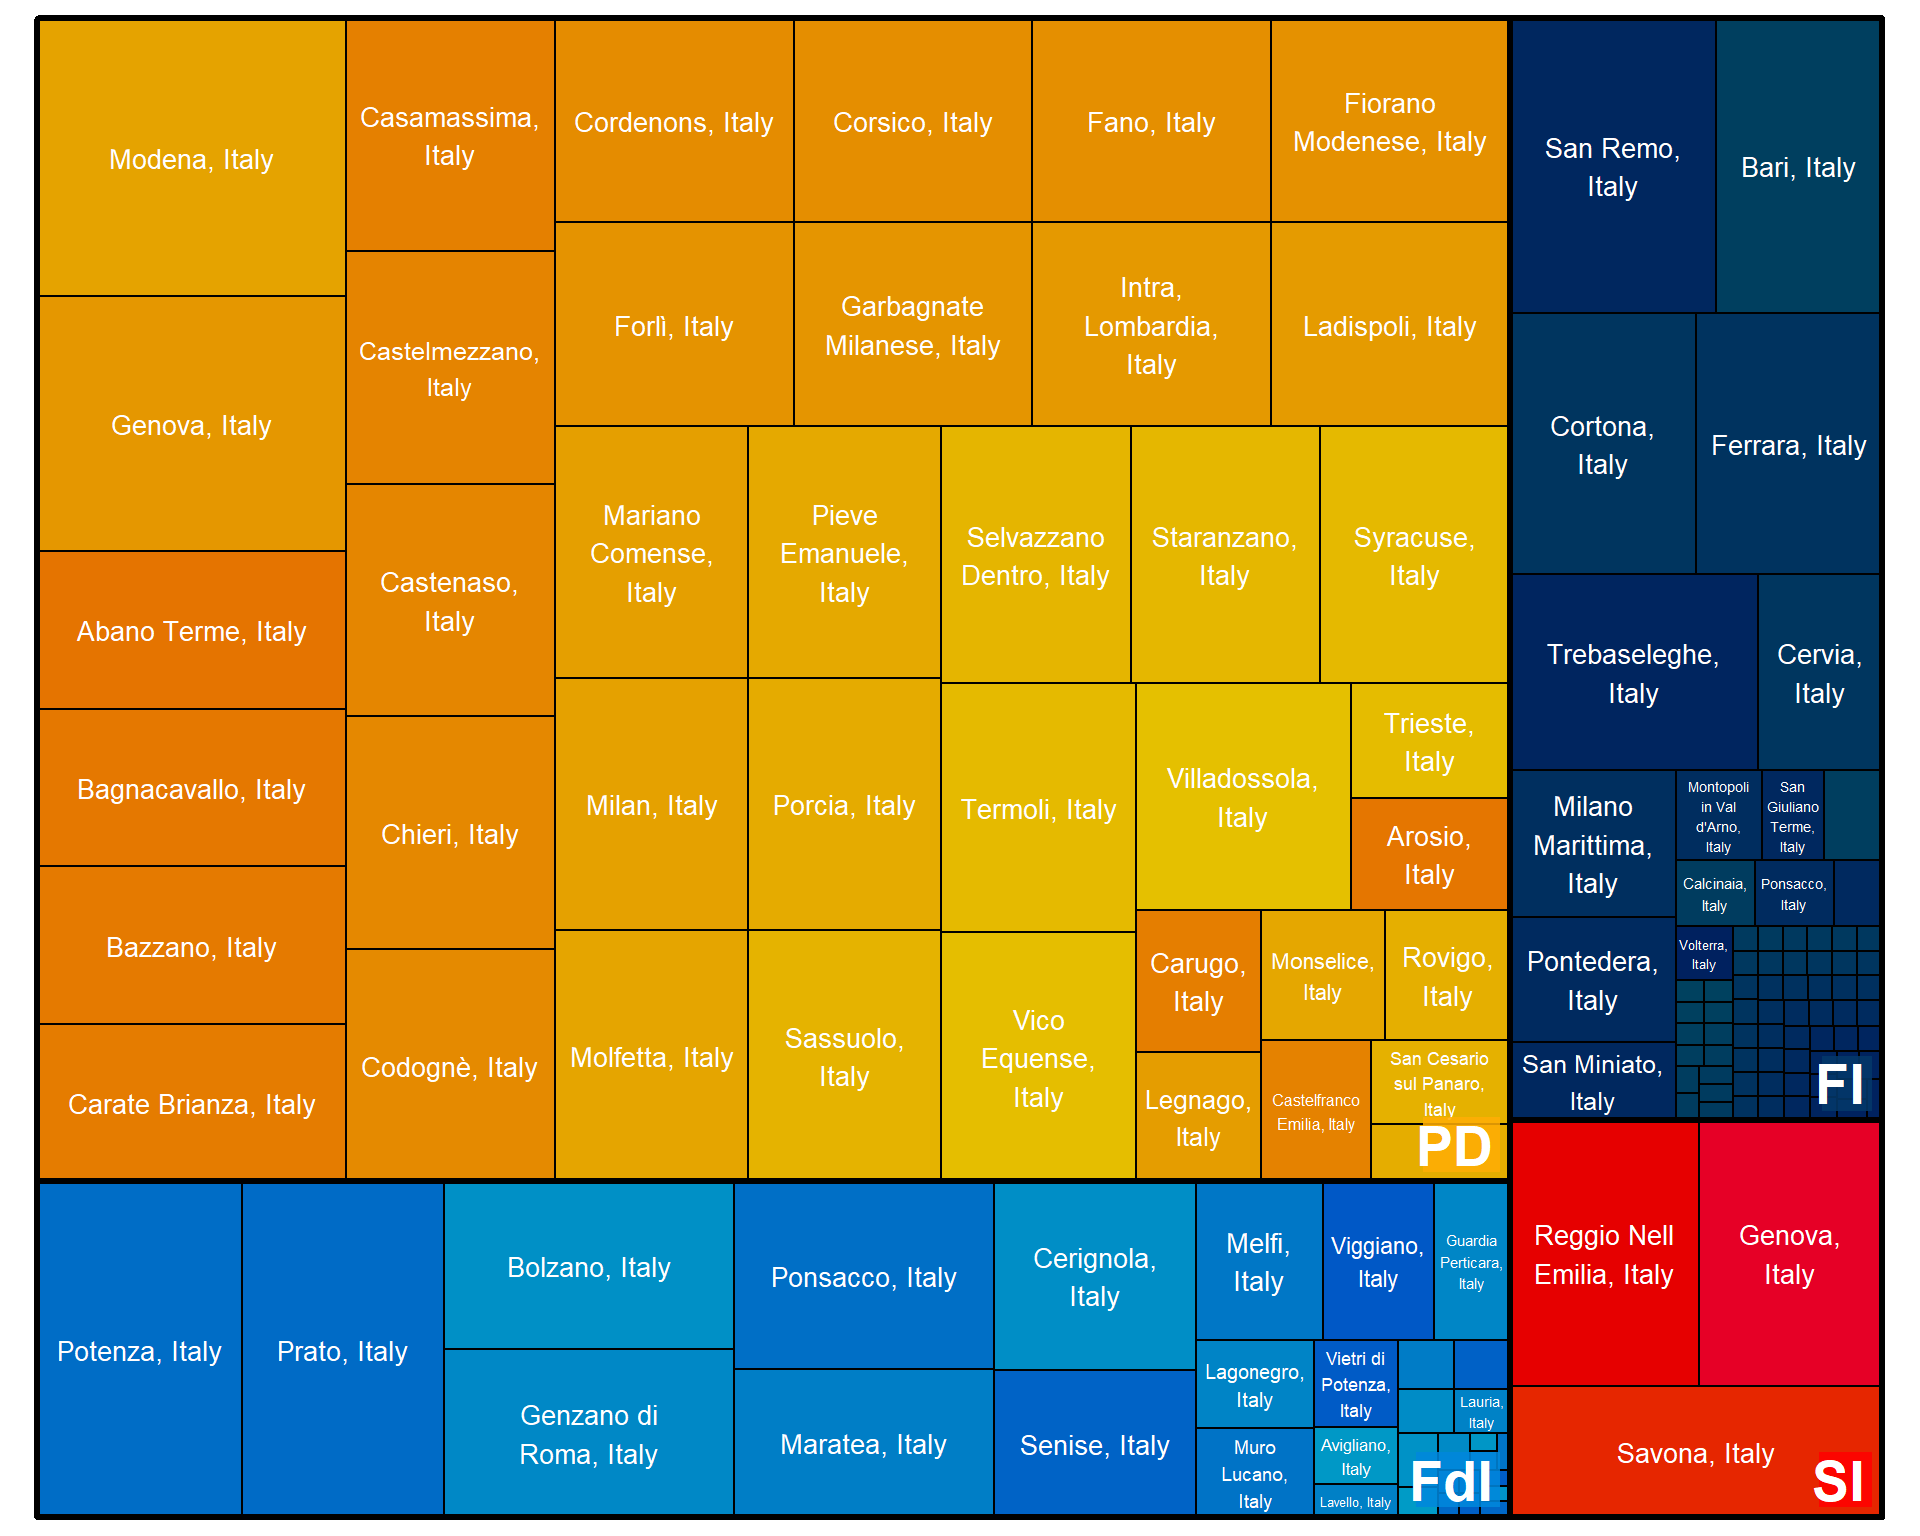 Modena, Italy
Genova, Italy
Abano Terme, Italy
Bagnacavallo, Italy
Bazzano, Italy
Carate Brianza, Italy
Casamassima,
Italy
Castelmezzano,
Italy
Castenaso,
Italy
Chieri, Italy
Codognè, Italy
Cordenons, Italy
Corsico, Italy
Fano, Italy
Fiorano
Modenese, Italy
Forlì, Italy
Garbagnate
Milanese, Italy
Intra,
Lombardia,
Italy
Ladispoli, Italy
Mariano
Comense,
Italy
Pieve
Emanuele,
Italy
Selvazzano
Dentro, Italy
Staranzano,
Italy
Syracuse,
Italy
Milan, Italy
Porcia, Italy
Termoli, Italy
Villadossola,
Italy
Trieste,
Italy
Arosio,
Italy
Molfetta, Italy
Sassuolo,
Italy
Vico
Equense,
Italy
Carugo,
Italy
Monselice,
Italy
Rovigo,
Italy
Legnago,
Italy
Castelfranco
Emilia, Italy
San Cesario
sul Panaro,
Italy
PD
San Remo,
Italy
Bari, Italy
Cortona,
Italy
Ferrara, Italy
Trebaseleghe,
Italy
Cervia,
Italy
Milano
Marittima,
Italy
Montopoli
in Val
d'Arno,
Italy
San
Giuliano
Terme,
Italy
Calcinaia,
Italy
Ponsacco,
Italy
Pontedera,
Italy
Volterra,
Italy
San Miniato,
Italy
FI
Potenza, Italy
Prato, Italy
Bolzano, Italy
Genzano di
Roma, Italy
Ponsacco, Italy
Maratea, Italy
Cerignola,
Italy
Senise, Italy
Melfi,
Italy
Viggiano,
Italy
Guardia
Perticara,
Italy
Lagonegro,
Italy
Vietri di
Potenza,
Italy
Lauria,
Italy
Muro
Lucano,
Italy
Avigliano,
Italy
Lavello, Italy
FdI
Reggio Nell
Emilia, Italy
Genova,
Italy
Savona, Italy
SI